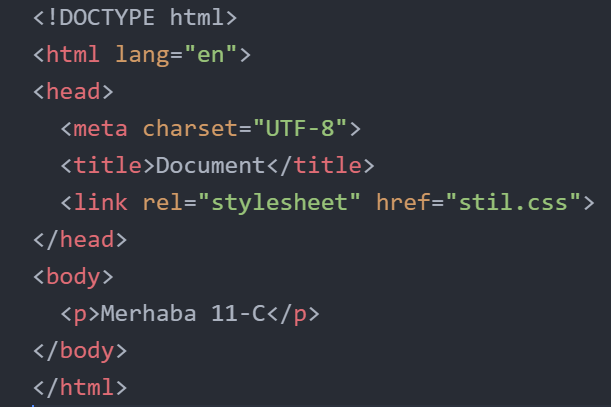 <!DOCTYPE html>
<html lang="en">
<head>
  <meta charset="UTF-8">
  <title>Document</title>
  <link rel="stylesheet" href="stil.css">
</head>
<body>
  <p>Merhaba 11-C</p>
</body>
</html>